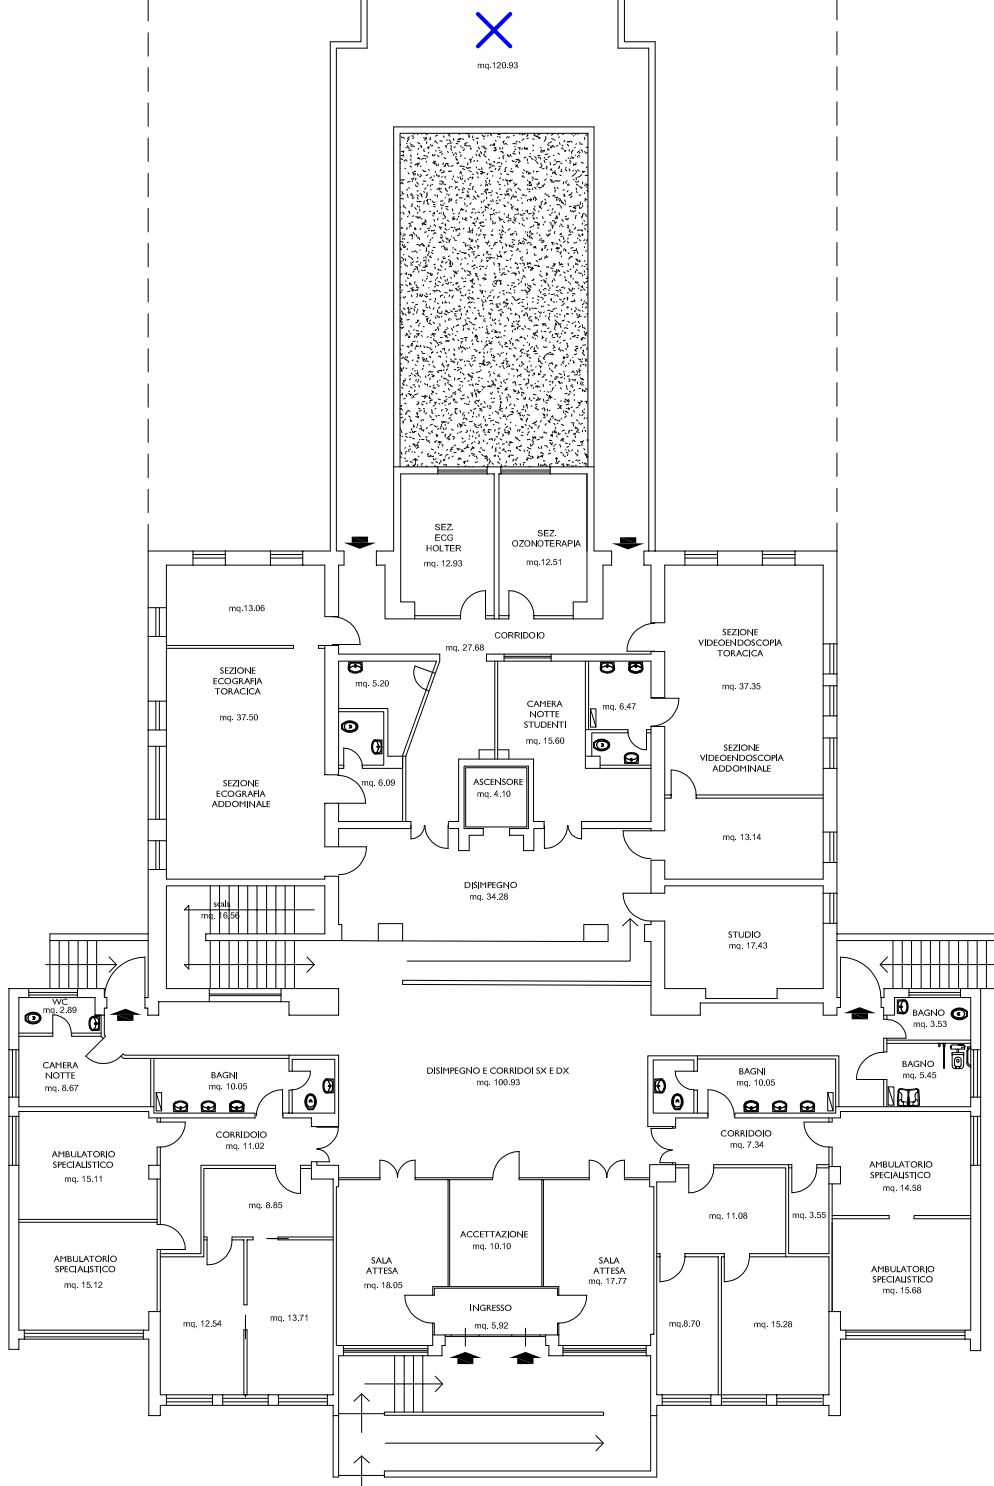 mq.120.93
SEZ.
ECG
HOLTER
mq. 12.93
SEZ.
OZONOTERAPIA
mq.12.51
mq.13.06
CORRIDOIO
mq. 27.68
SEZIONE
ECOGRAFIA
TORACICA
mq. 37.50
SEZIONE
ECOGRAFIA
ADDOMINALE
mq. 5.20
mq. 6.09
CAMERA
NOTTE
STUDENTI
mq. 15.60
mq. 6.47
ASCENSORE
mq. 4.10
SEZIONE
VIDEOENDOSCOPIA
TORACICA
mq. 37.35
SEZIONE
VIDEOENDOSCOPIA
ADDOMINALE
mq. 13.14
DISIMPEGNO
mq. 34.28
scala
mq. 16.56
STUDIO
mq. 17.43
WC
mq. 2.89
CAMERA
NOTTE
mq. 8.67
BAGNI
mq. 10.05
DISIMPEGNO E CORRIDOI SX E DX
mq. 100.93
BAGNI
mq. 10.05
BAGNO
mq. 3.53
BAGNO
mq. 5.45
CORRIDOIO
mq. 11.02
CORRIDOIO
mq. 7.34
AMBULATORIO
SPECIALISTICO
mq. 15.11
AMBULATORIO
SPECIALISTICO
mq. 14.58
mq. 8.85
mq. 11.08
mq. 3.55
AMBULATORIO
SPECIALISTICO
mq. 15.12
SALA
ATTESA
mq. 18.05
ACCETTAZIONE
mq. 10.10
SALA
ATTESA
mq. 17.77
AMBULATORIO
SPECIALISTICO
mq. 15.68
INGRESSO
mq. 5.92
mq. 12.54
mq. 13.71
mq.8.70
mq. 15.28